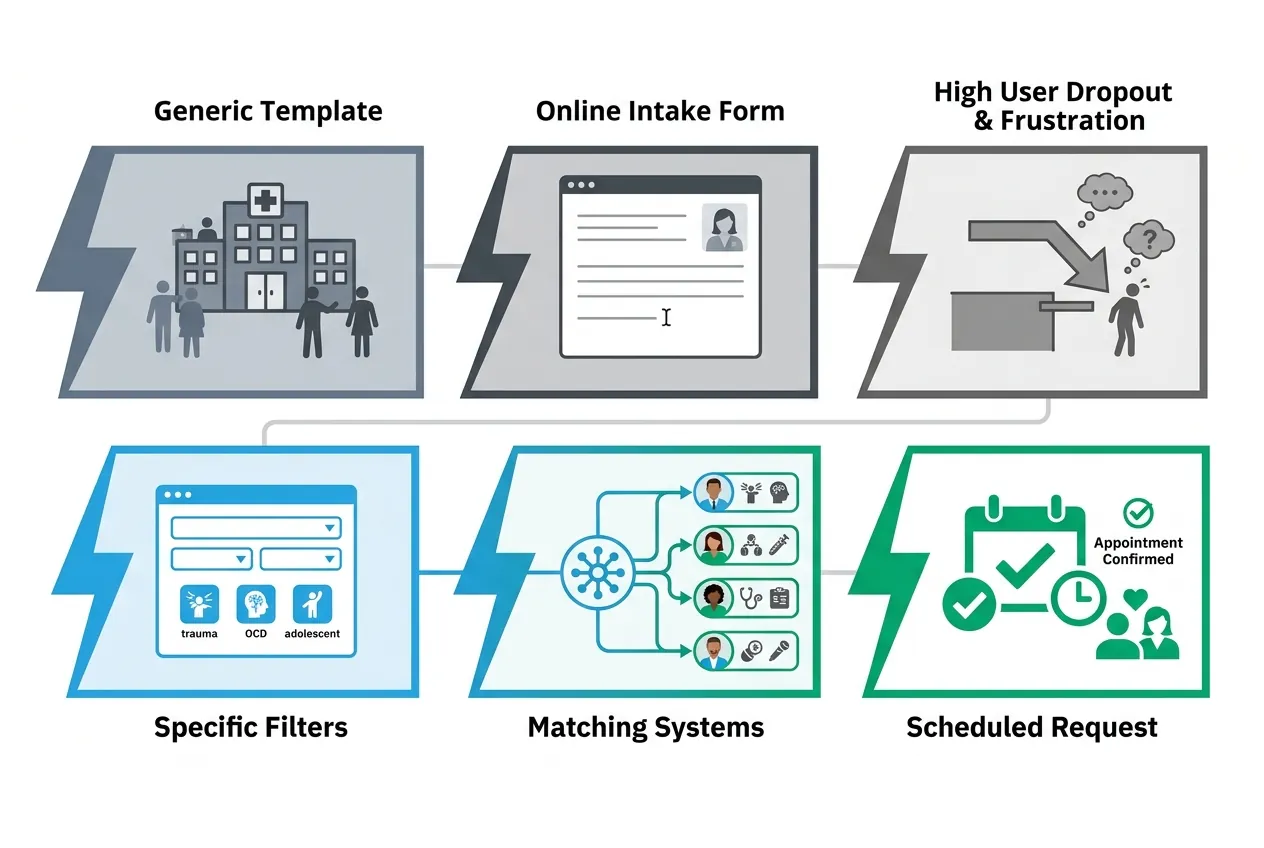 Generic Template
Online Intake Form
High User Dropout
& Frustration
...
?
trauma
OCD
adolescent
Appointment
Confirmed
Specific Filters
Matching Systems
Scheduled Request